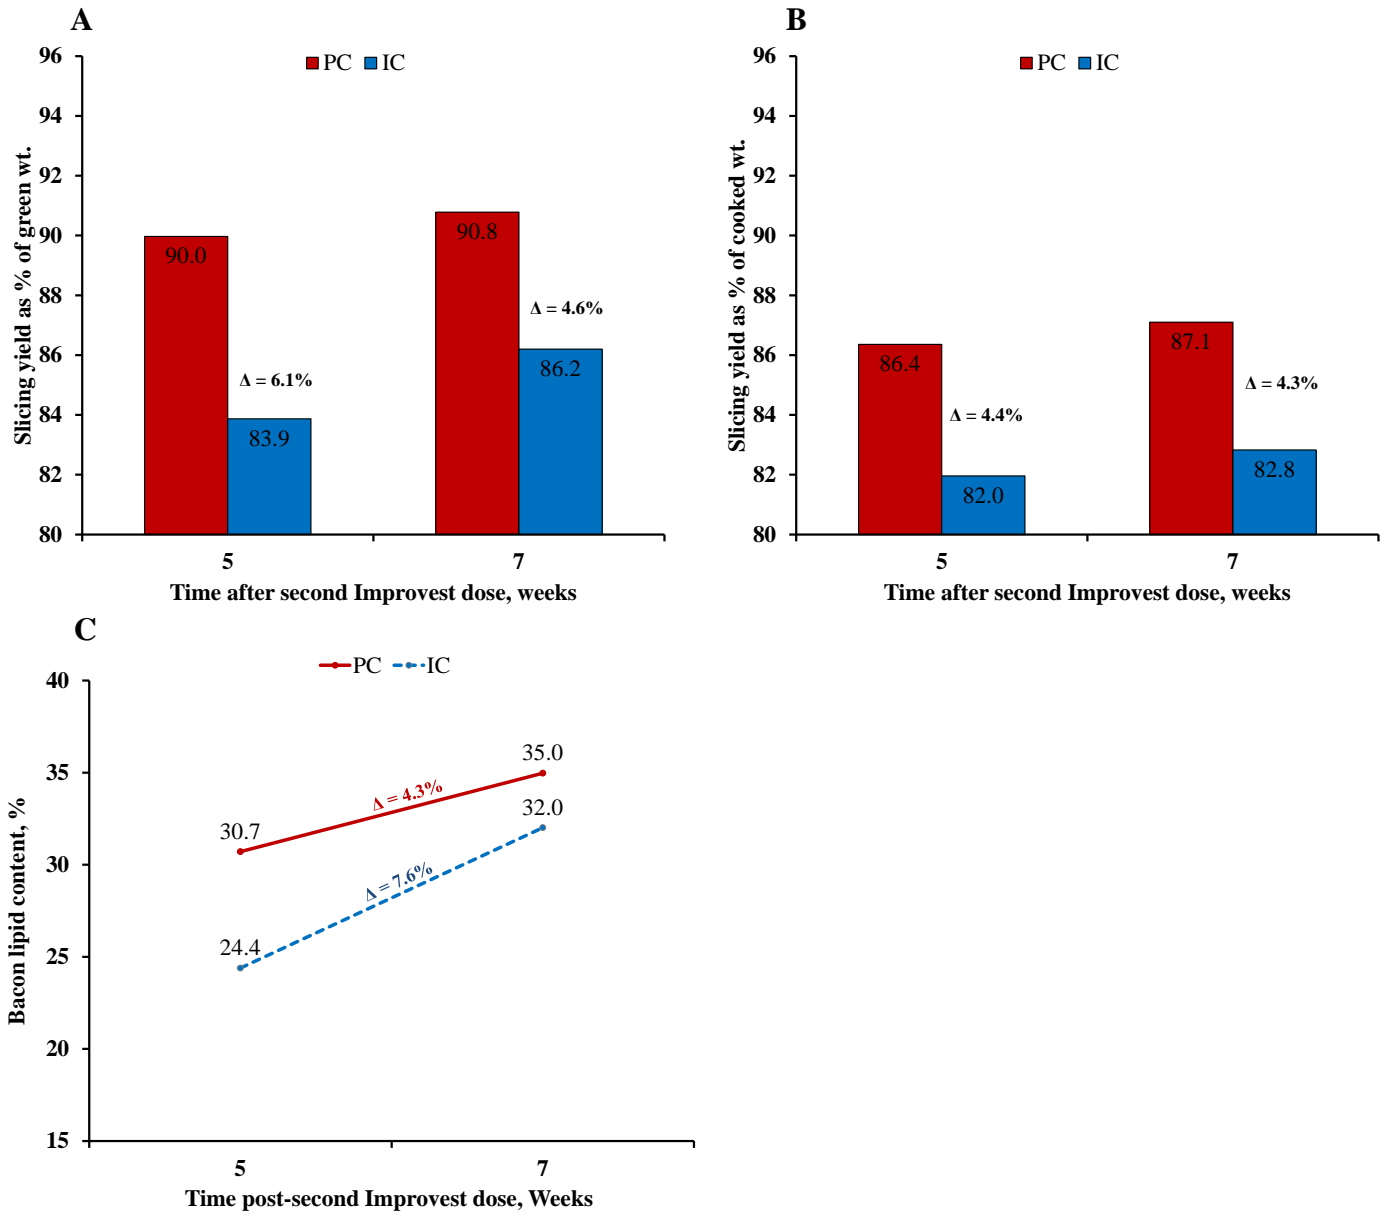 A
PC IC
Slicing yield as % of green wt.
96
94
92
90
88
86
84
82
80
90.0
83.9
Δ = 6.1%
90.8
86.2
Δ = 4.6%
5
7
Time after second Improvest dose, weeks
B
PC IC
Slicing yield as % of cooked wt.
96
94
92
90
88
86
84
82
80
86.4
82.0
Δ = 4.4%
87.1
82.8
Δ = 4.3%
5
7
Time after second Improvest dose, weeks
C
PC IC
Bacon lipid content, %
40
35
30
25
20
15
30.7
35.0
Δ = 4.3%
24.4
32.0
Δ = 7.6%
5
7
Time post-second Improvest dose, Weeks